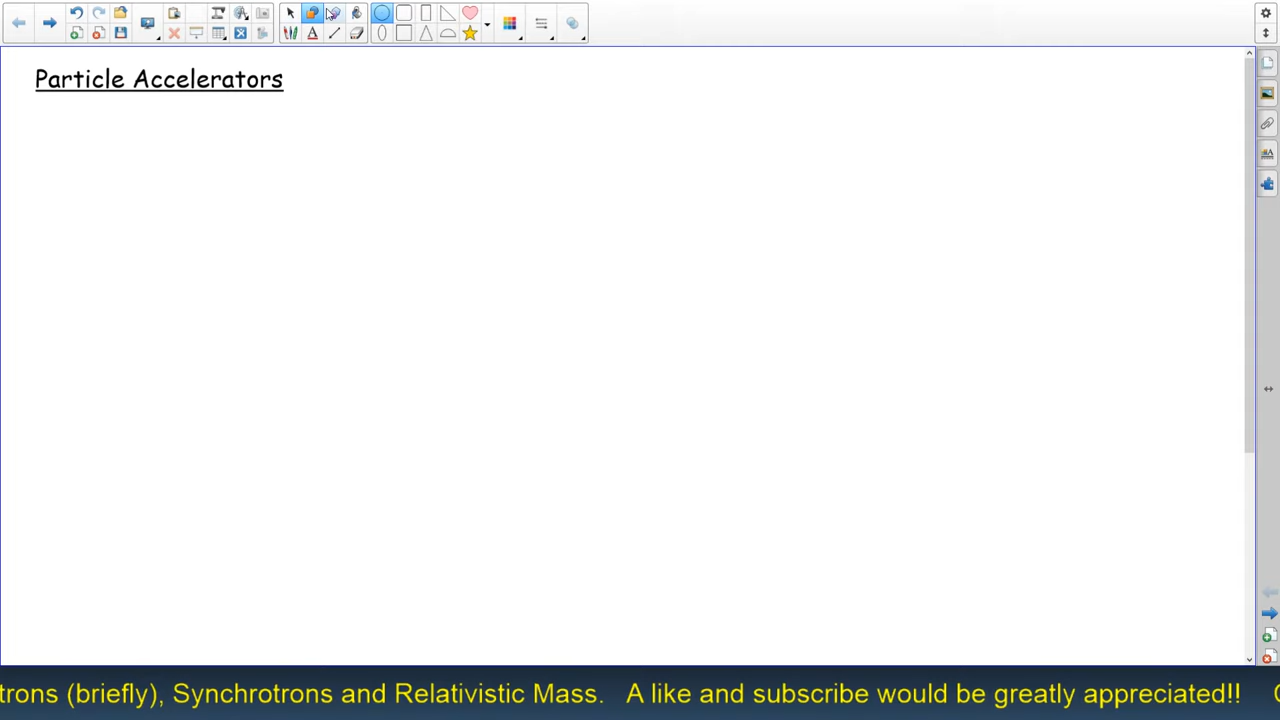 Particle Accelerators
trons (briefly), Synchrotrons and Relativistic Mass. A like and subscribe would be greatly appreciated!!